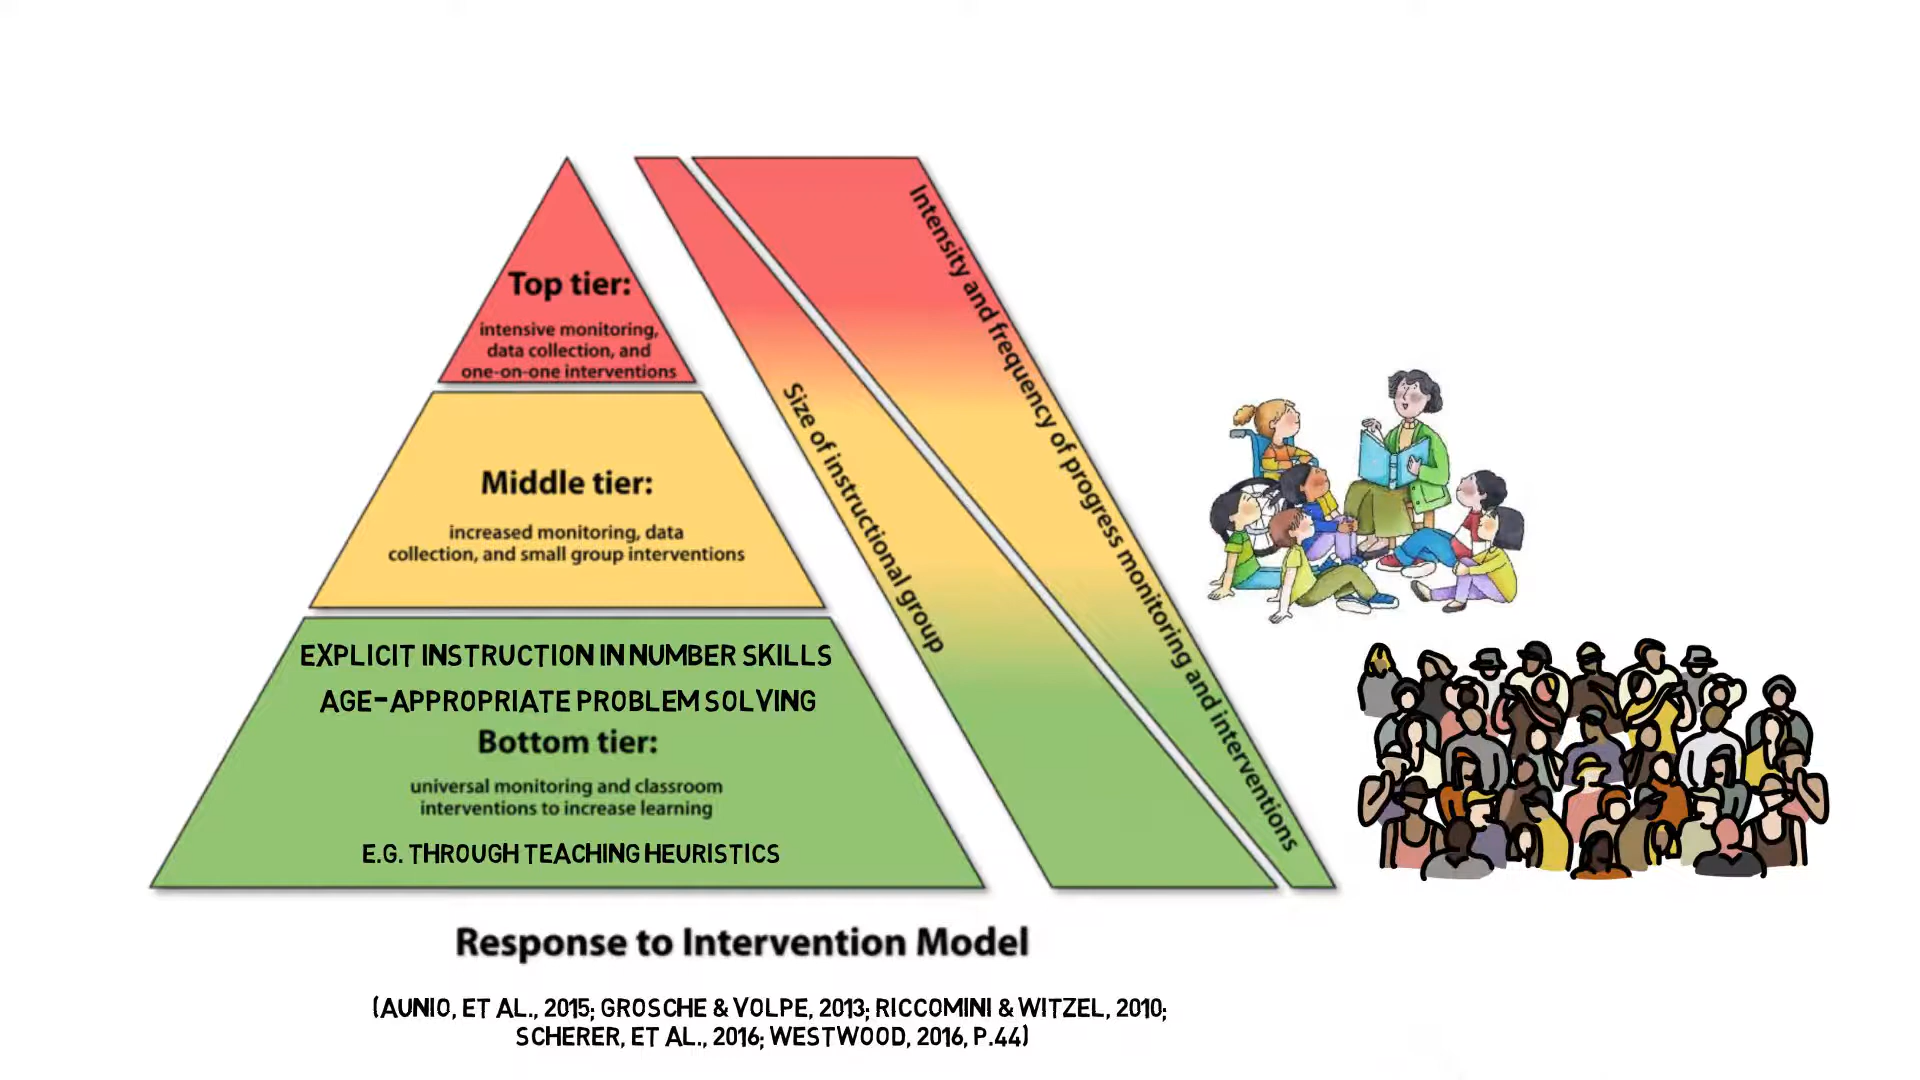 Top tier:
intensive monitoring,
data collection, and
one-on-one interventions
Middle tier:
increased monitoring, data
collection, and small group interventions
EXPLICIT INSTRUCTION IN NUMBER SKILLS
AGE-APPROPRIATE PROBLEM SOLVING
Bottom tier:
universal monitoring and classroom
interventions to increase learning
E.G. THROUGH TEACHING HEURISTICS
Size of instructional group
Intensity and frequency of progress monitoring and interventions
Response to Intervention Model
(AUNIO, ET AL., 2015; GROSCHE & VOLPE, 2013; RICCOMINI & WITZEL, 2010;
SCHERER, ET AL., 2016; WESTWOOD, 2016, P.44)